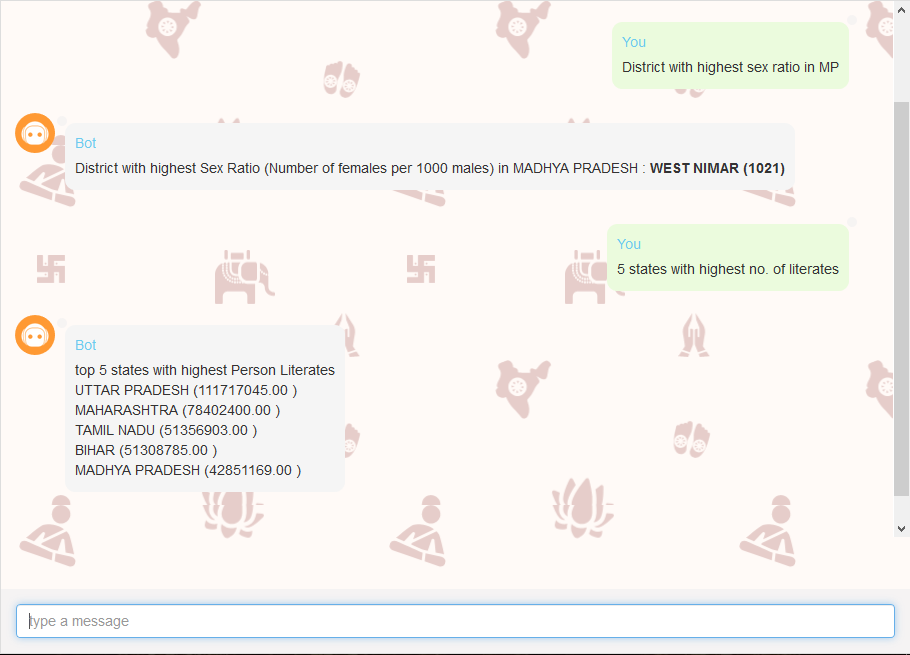 You
District with highest sex ratio in MP
Bot
District with highest Sex Ratio (Number of females per 1000 males) in MADHYA PRADESH : WEST NIMAR (1021)
You
5 states with highest no. of literates
Bot
top 5 states with highest Person Literates
UTTAR PRADESH (111717045.00 )
MAHARASHTRA (78402400.00 )
TAMIL NADU (51356903.00 )
BIHAR (51308785.00 )
MADHYA PRADESH (42851169.00 )
type a message